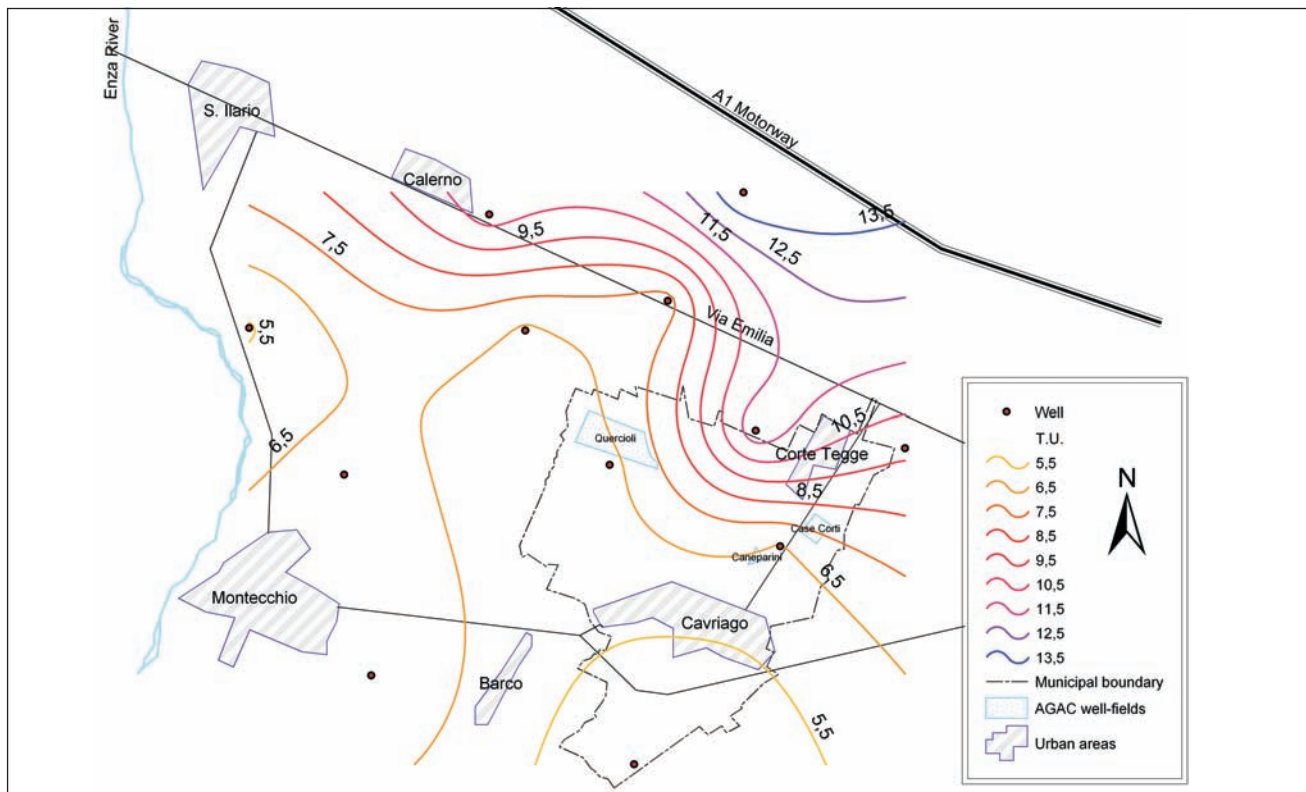 Enza River
S. Ilario
A1 Motorway
Calerno
13,5
9,5
11,5
12,5
7,5
Via Emilia
5,5
6,5
Quercioli
10,5
Corte Tegge
8,5
Case Corti
Caneparini
6,5
Montecchio
Cavriago
Barco
5,5
Well
T.U.
5,5
6,5
7,5
8,5
9,5
10,5
11,5
12,5
13,5
Municipal boundary
AGAC well-fields
Urban areas
N